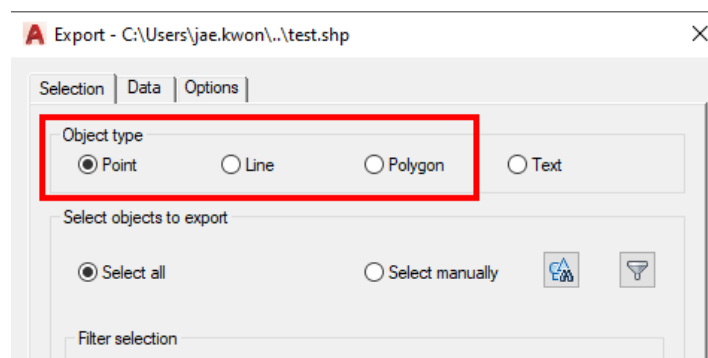 Export - C:\Users\jae.kwon\..\test.shp
Selection Data Options
Object type
Point Line Polygon Text
Select objects to export
Select all Select manually
Filter selection